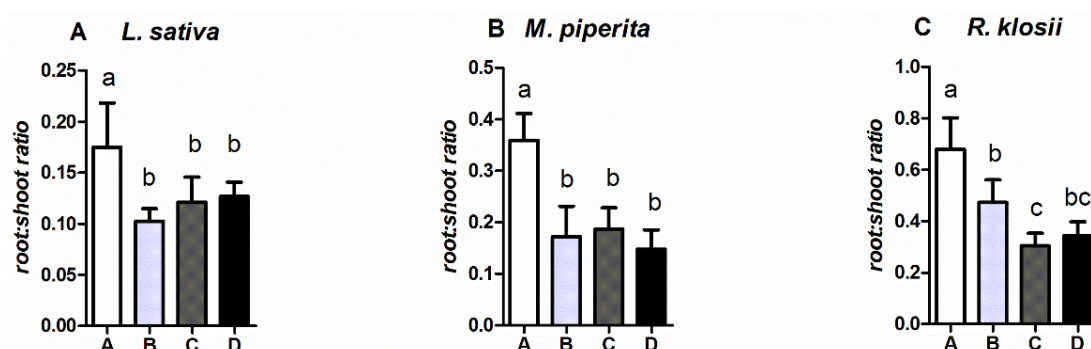 A L. sativa
root:shoot ratio
0.25
0.20
0.15
0.10
0.05
0.00
a
b
b
b
A B C D
B M. piperita
root:shoot ratio
0.5
0.4
0.3
0.2
0.1
0.0
a
b
b
b
A B C D
C R. klosii
root:shoot ratio
1.0
0.8
0.6
0.4
0.2
0.0
a
b
c
bc
A B C D